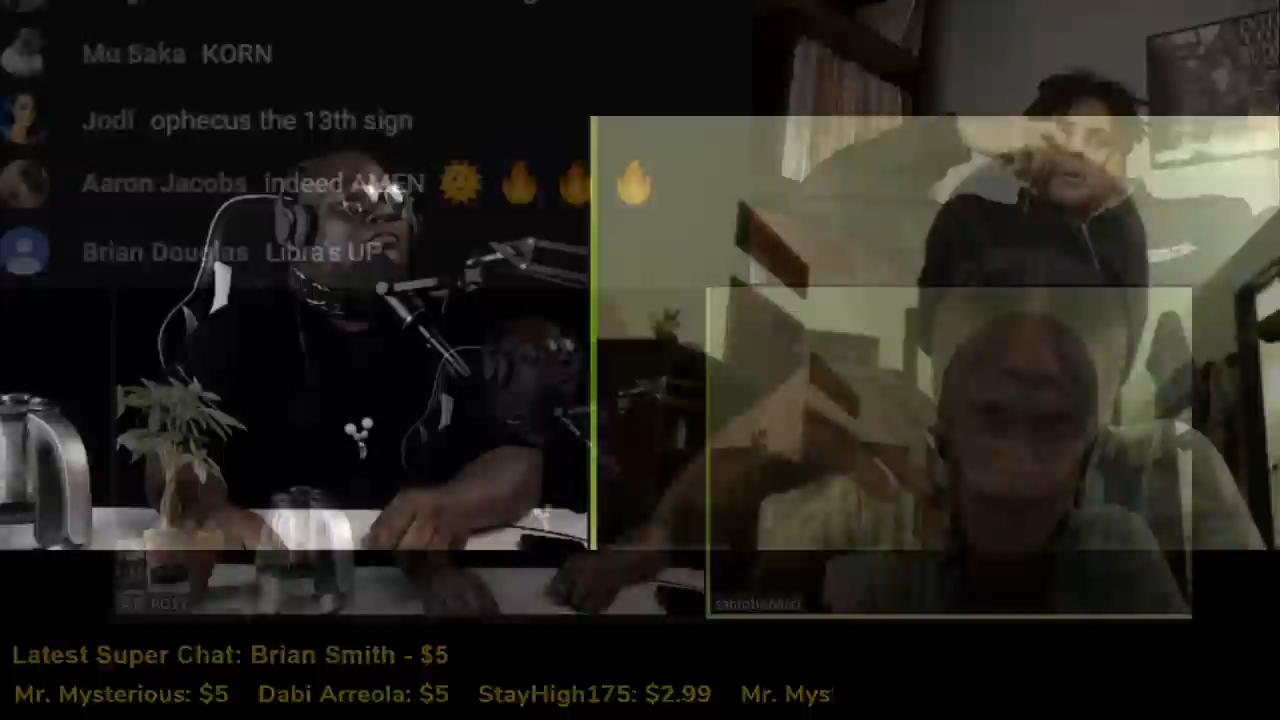 Mu Saka KORN
Jodi ophecus the 13th sign
Aaron Jacobs indeed AMEN
Brian Douglas Libra's UP
Latest Super Chat: Brian Smith - $5
Mr. Mysterious: $5 Dabi Arreola: $5 StayHigh175: $2.99 Mr. Mys